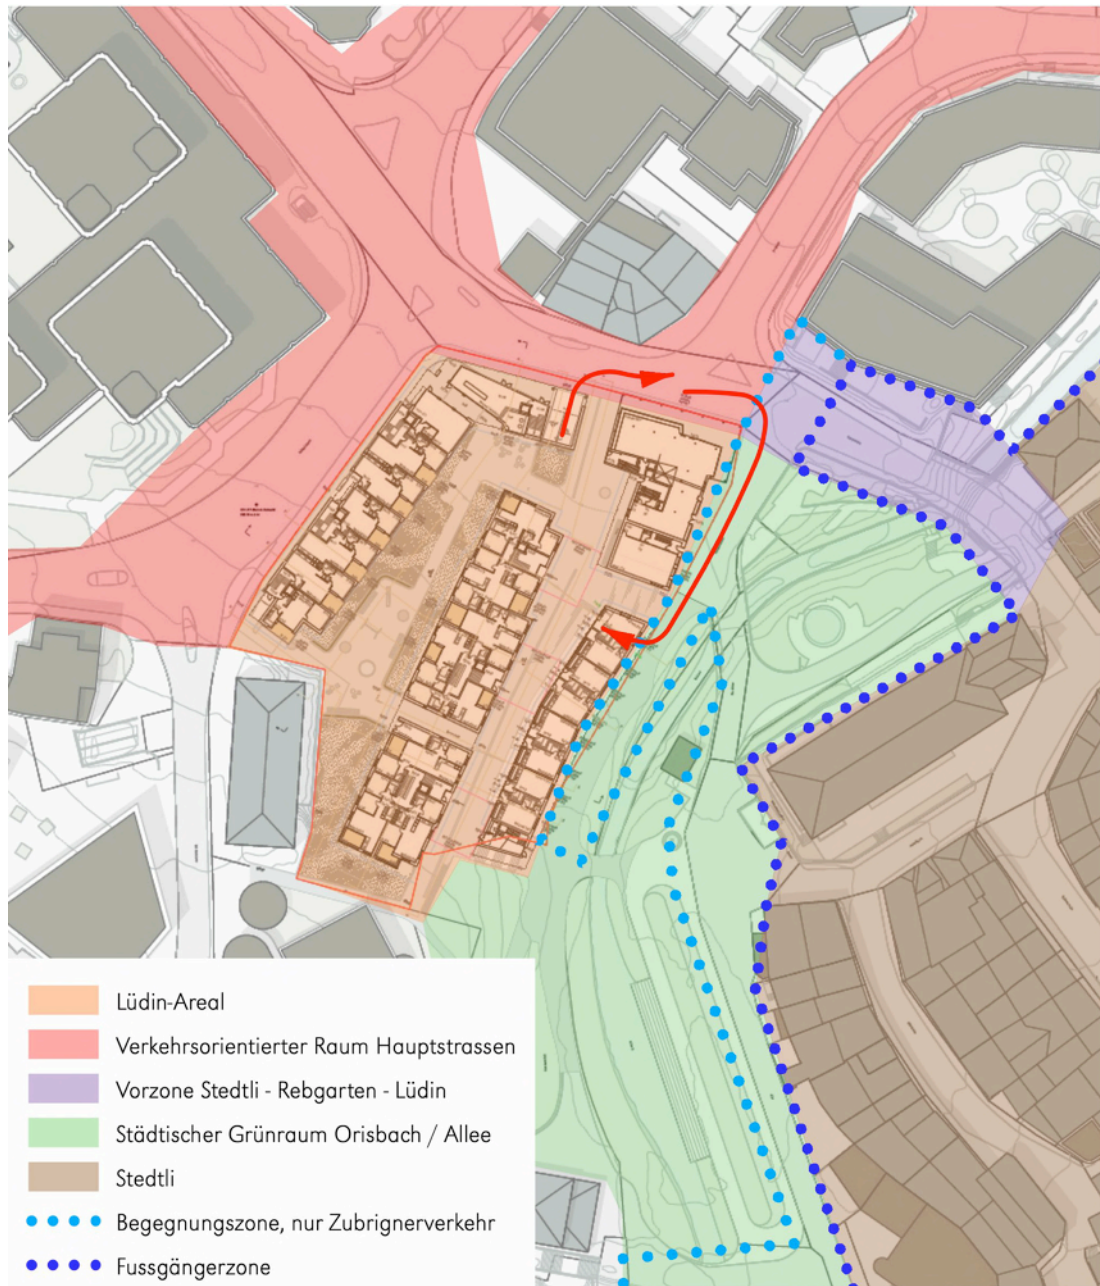 Lüdin-Areal
Verkehrsorientierter Raum Hauptstrassen
Vorzone Stedtli - Rebgarten - Lüdin
Städtischer Grünraum Orisbach / Allee
Stedtli
Begegnungszone, nur Zubrignerverkehr
Fussgängerzone